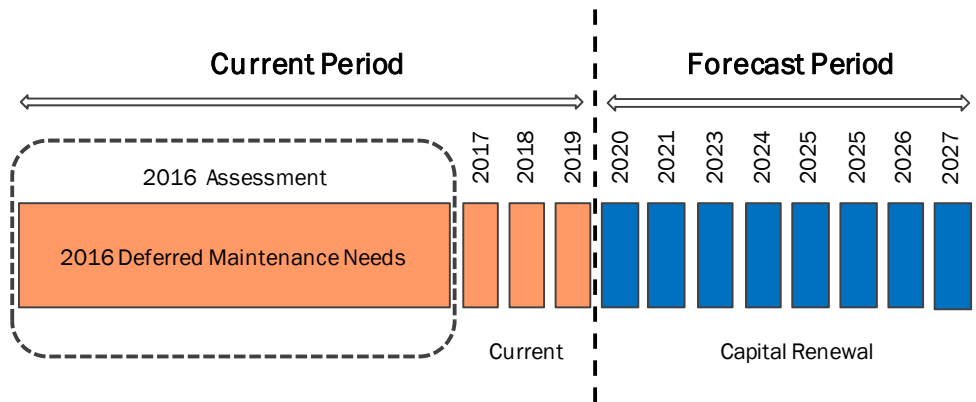 Current Period
Forecast Period
2016 Assessment
2017
2018
2019
2020
2021
2023
2024
2025
2025
2026
2027
2016 Deferred Maintenance Needs
Current
Capital Renewal